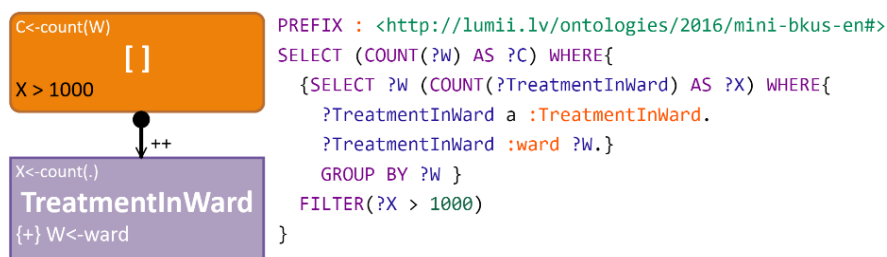 C<-count(W)
[ ]
X > 1000
++
X<-count(.)
TreatmentInWard
{+} W<-ward
PREFIX : <http://lumii.lv/ontologies/2016/mini-bkus-en#>
SELECT (COUNT(?W) AS ?C) WHERE{
{SELECT ?W (COUNT(?TreatmentInWard) AS ?X) WHERE{
?TreatmentInWard a :TreatmentInWard.
?TreatmentInWard :ward ?W.}
GROUP BY ?W }
FILTER(?X > 1000)
}